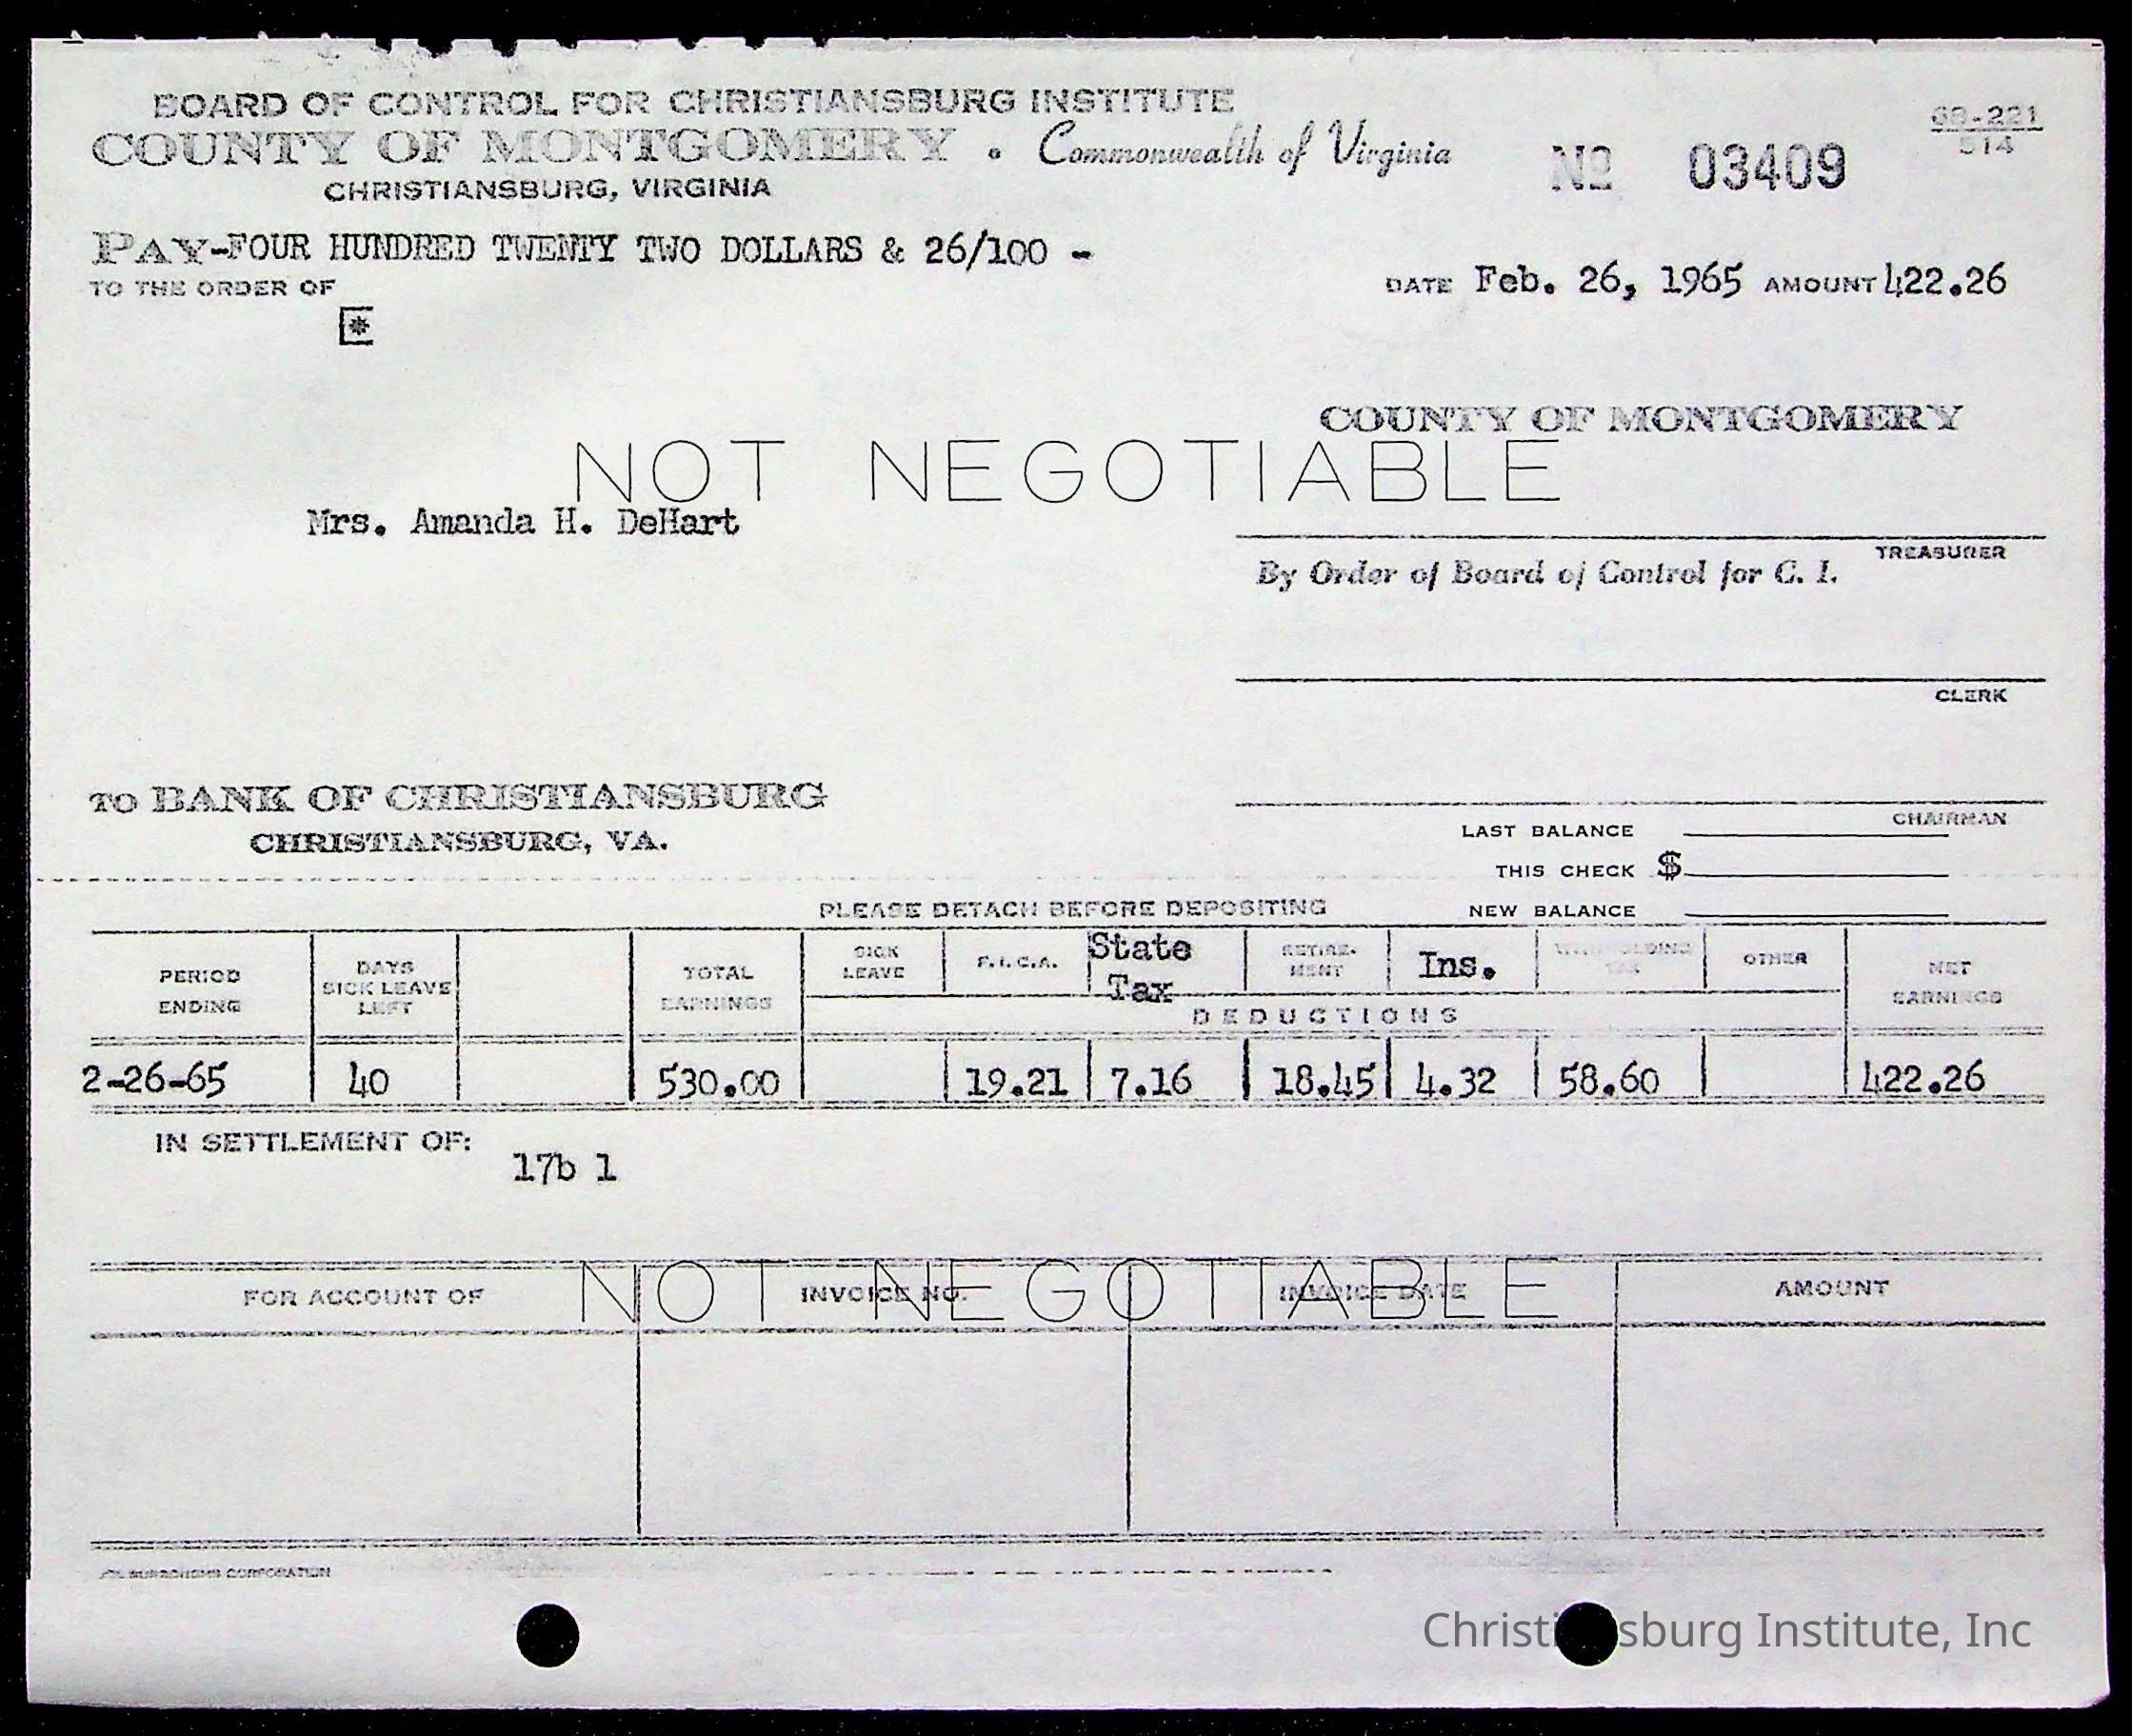 BOARD OF CONTROL FOR CHRISTIANSBURG INSTITUTE
COUNTY OF MONTGOMERY • Commonwealth of Virginia
CHRISTIANSBURG, VIRGINIA
68-221
514
No 03409
PAY-FOUR HUNDRED TWENTY TWO DOLLARS & 26/100 -
TO THE ORDER OF
DATE Feb. 26, 1965 AMOUNT 422.26
COUNTY OF MONTGOMERY
NOT NEGOTIABLE
Mrs. Amanda H. DeHart
TREASURER
By Order of Board of Control for C. I.
CLERK
TO BANK OF CHRISTIANSBURG
CHRISTIANSBURG, VA.
CHAIRMAN
LAST BALANCE
THIS CHECK $
NEW BALANCE
PLEASE DETACH BEFORE DEPOSITING
PERIOD ENDING
DAYS SICK LEAVE LEFT
TOTAL EARNINGS
SICK LEAVE
F.I.C.A.
State Tax
RETIRE-MENT
Ins.
WITHHOLDING TAX
OTHER
NET EARNINGS
DEDUCTIONS
2-26-65 40 530.00 19.21 7.16 18.45 4.32 58.60 422.26
IN SETTLEMENT OF:
17b 1
NOT NEGOTIABLE
FOR ACCOUNT OF INVOICE NO. INVOICE DATE AMOUNT
BURROUGHS CORPORATION
Institute, Inc